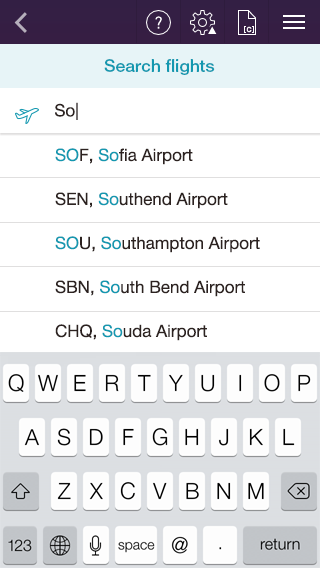 ?
[c]
Search flights
So
SOF, Sofia Airport
SEN, Southend Airport
SOU, Southampton Airport
SBN, South Bend Airport
CHQ, Souda Airport
Q W E R T Y U I O P
A S D F G H J K L
Z X C V B N M
123 space @ . return